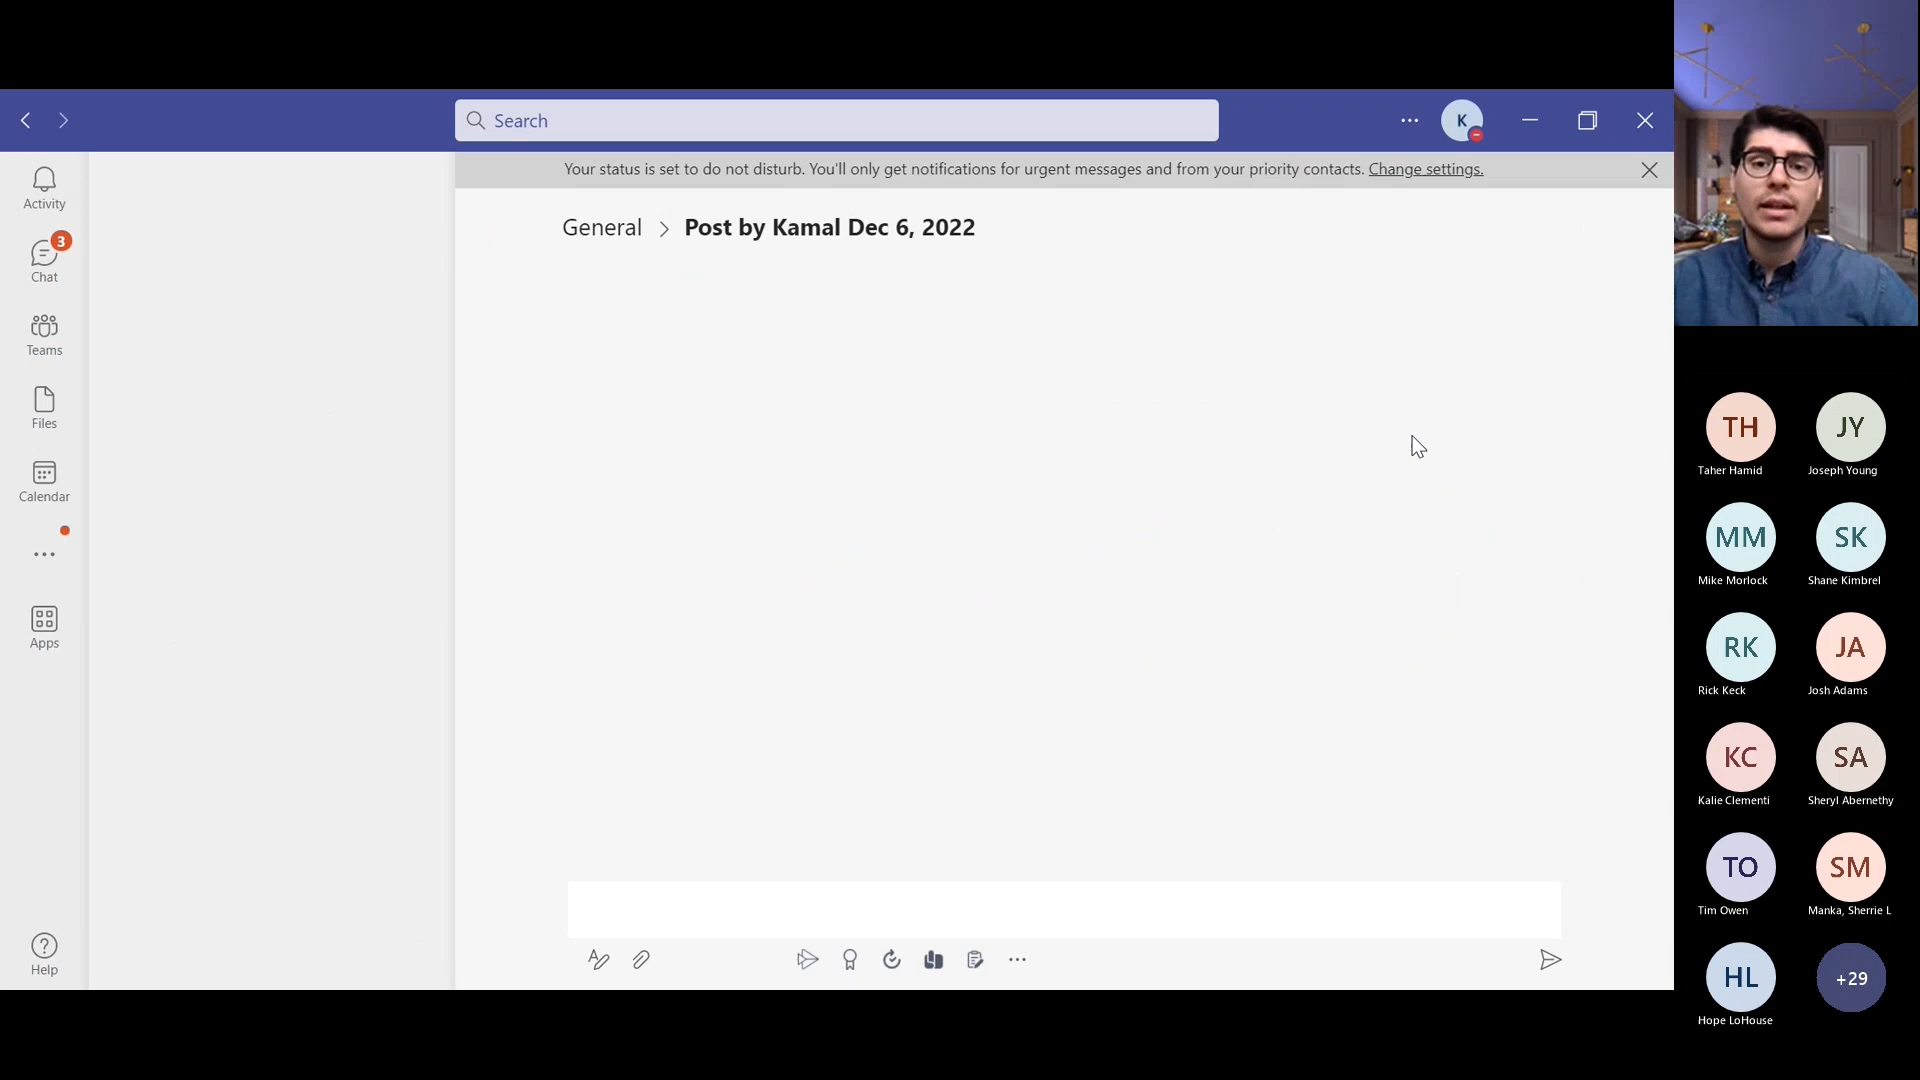 Search
K
Your status is set to do not disturb. You'll only get notifications for urgent messages and from your priority contacts. Change settings.
Activity
3
Chat
Teams
Files
Calendar
Apps
Help
General > Post by Kamal Dec 6, 2022
TH
Taher Hamid
JY
Joseph Young
MM
Mike Morlock
SK
Shane Kimbrel
RK
Rick Keck
JA
Josh Adams
KC
Kalie Clementi
SA
Sheryl Abernethy
TO
Tim Owen
SM
Manka, Sherrie L
HL
Hope LoHouse
+29